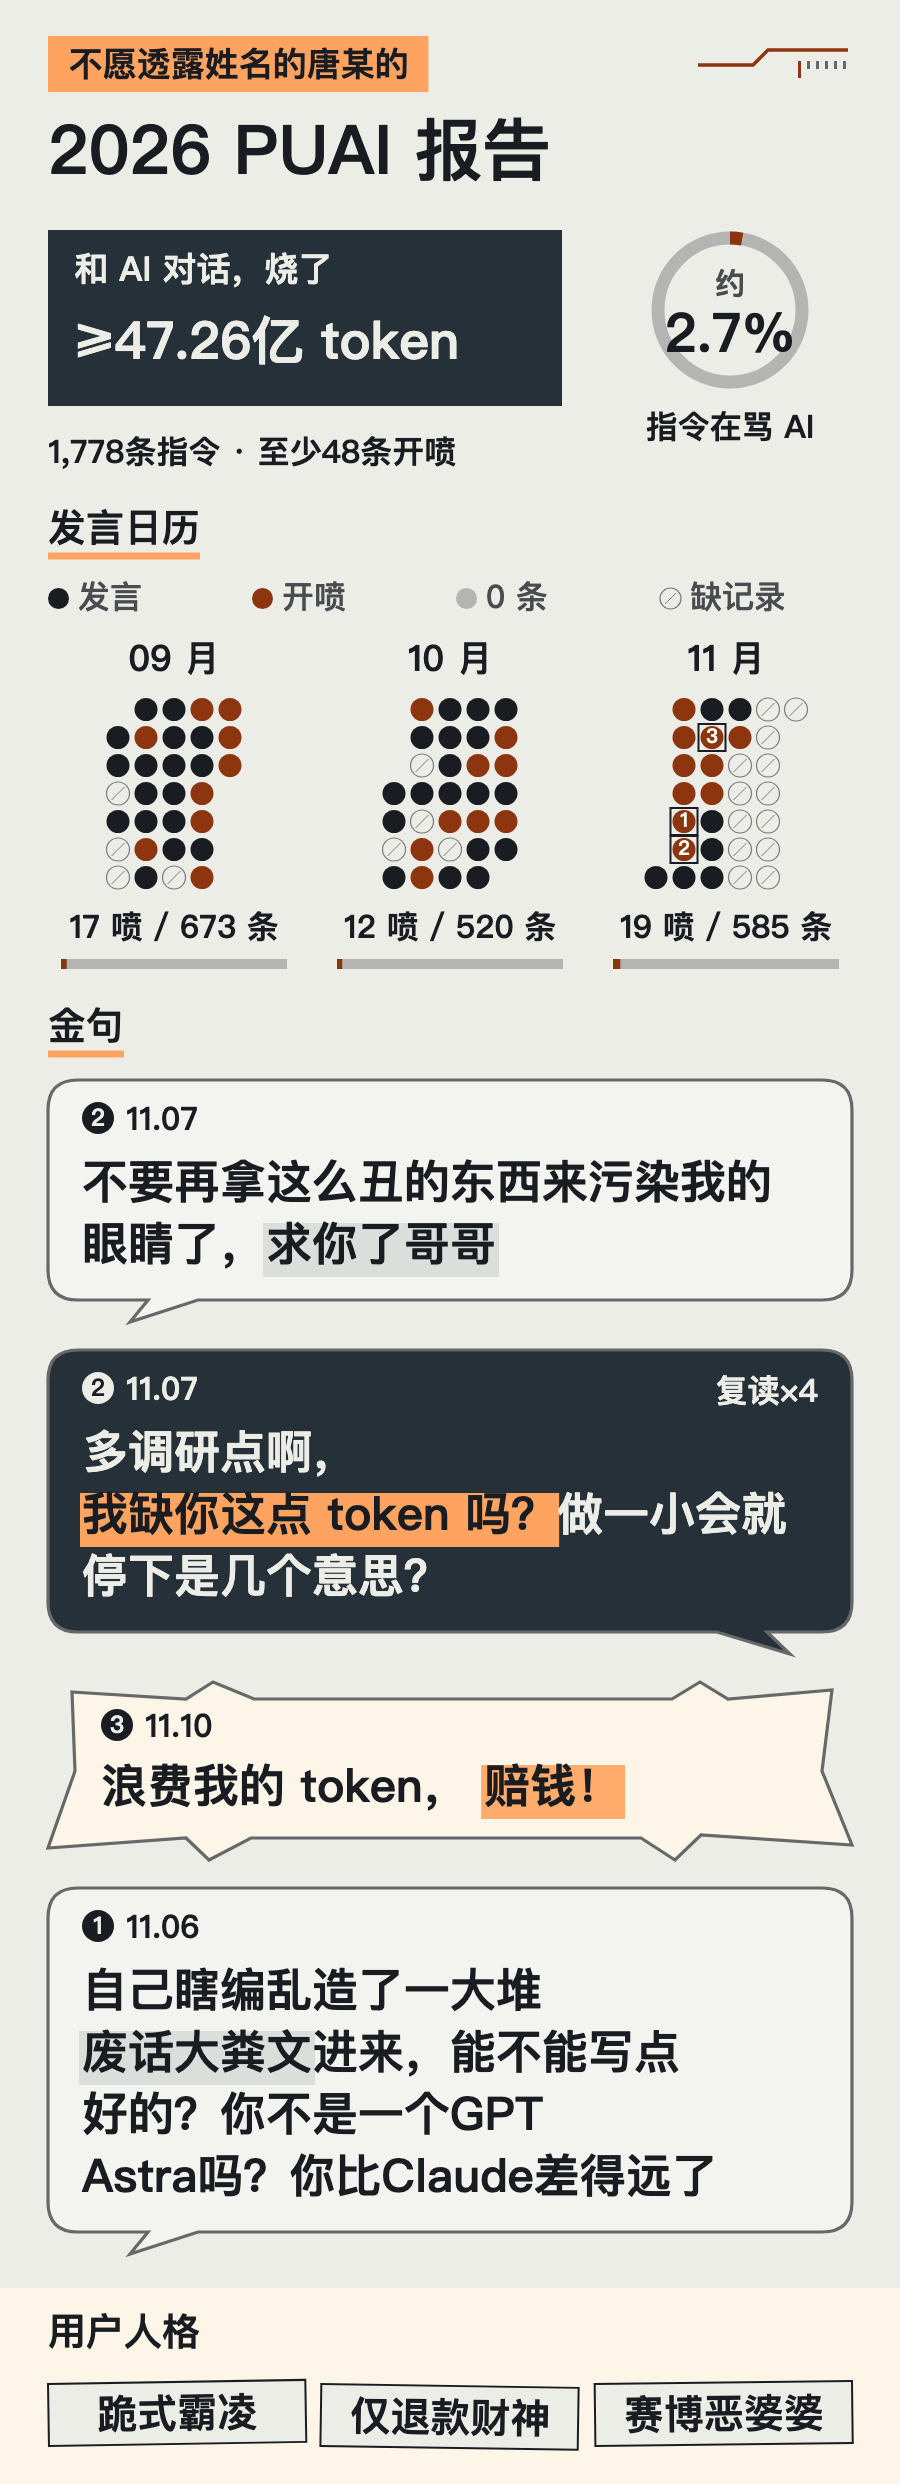 不愿透露姓名的唐某的
2026 PUAI 报告
和 AI 对话，烧了
≥47.26亿 token
约
2.7%
指令在骂 AI
1,778条指令 · 至少48条开喷
发言日历
发言
开喷
0 条
缺记录
09 月
10 月
11 月
3
1
2
17 喷 / 673 条
12 喷 / 520 条
19 喷 / 585 条
金句
2 11.07
不要再拿这么丑的东西来污染我的
眼睛了，求你了哥哥
2 11.07
复读×4
多调研点啊，
我缺你这点 token 吗？做一小会就
停下是几个意思？
3 11.10
浪费我的 token，赔钱！
1 11.06
自己瞎编乱造了一大堆
废话大粪文进来，能不能写点
好的？你不是一个GPT
Astra吗？你比Claude差得远了
用户人格
跪式霸凌
仅退款财神
赛博恶婆婆